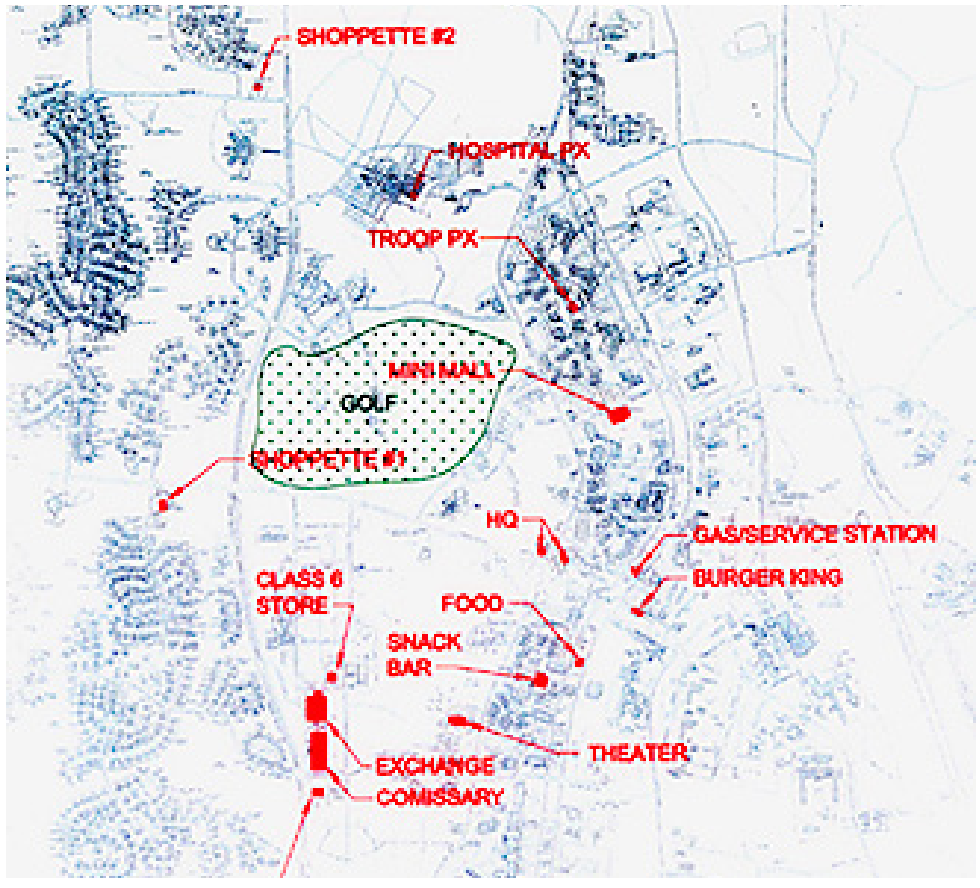 SHOPPETTE #2
HOSPITAL PX
TROOP PX
MINI MALL
GOLF
SHOPPETTE #1
HQ
GAS/SERVICE STATION
CLASS 6
STORE
BURGER KING
FOOD
SNACK
BAR
THEATER
EXCHANGE
COMISSARY